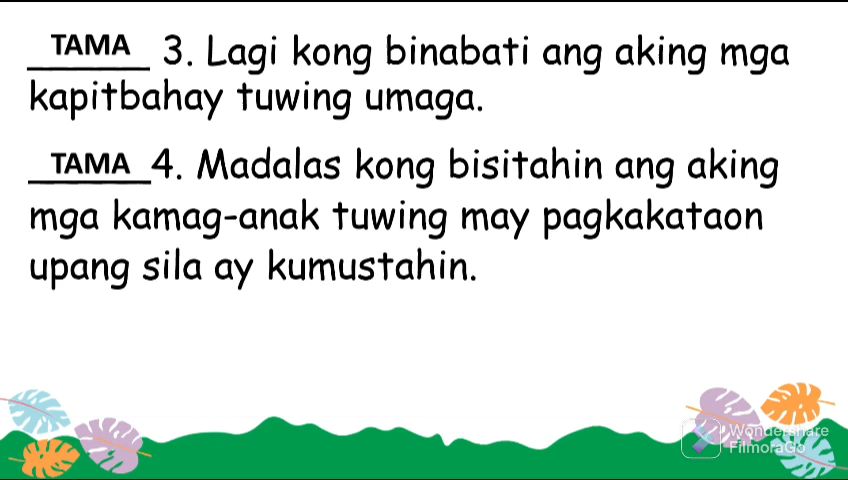 TAMA 3. Lagi kong binabati ang aking mga
kapitbahay tuwing umaga.
TAMA 4. Madalas kong bisitahin ang aking
mga kamag-anak tuwing may pagkakataon
upang sila ay kumustahin.
Wondershare
FilmoraGo